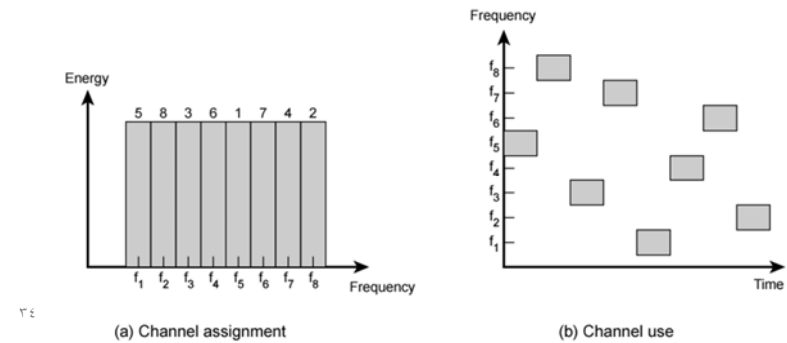 Energy
5 8 3 6 1 7 4 2
f1 f2 f3 f4 f5 f6 f7 f8
Frequency
(a) Channel assignment
Frequency
f8
f7
f6
f5
f4
f3
f2
f1
Time
(b) Channel use
٣٤